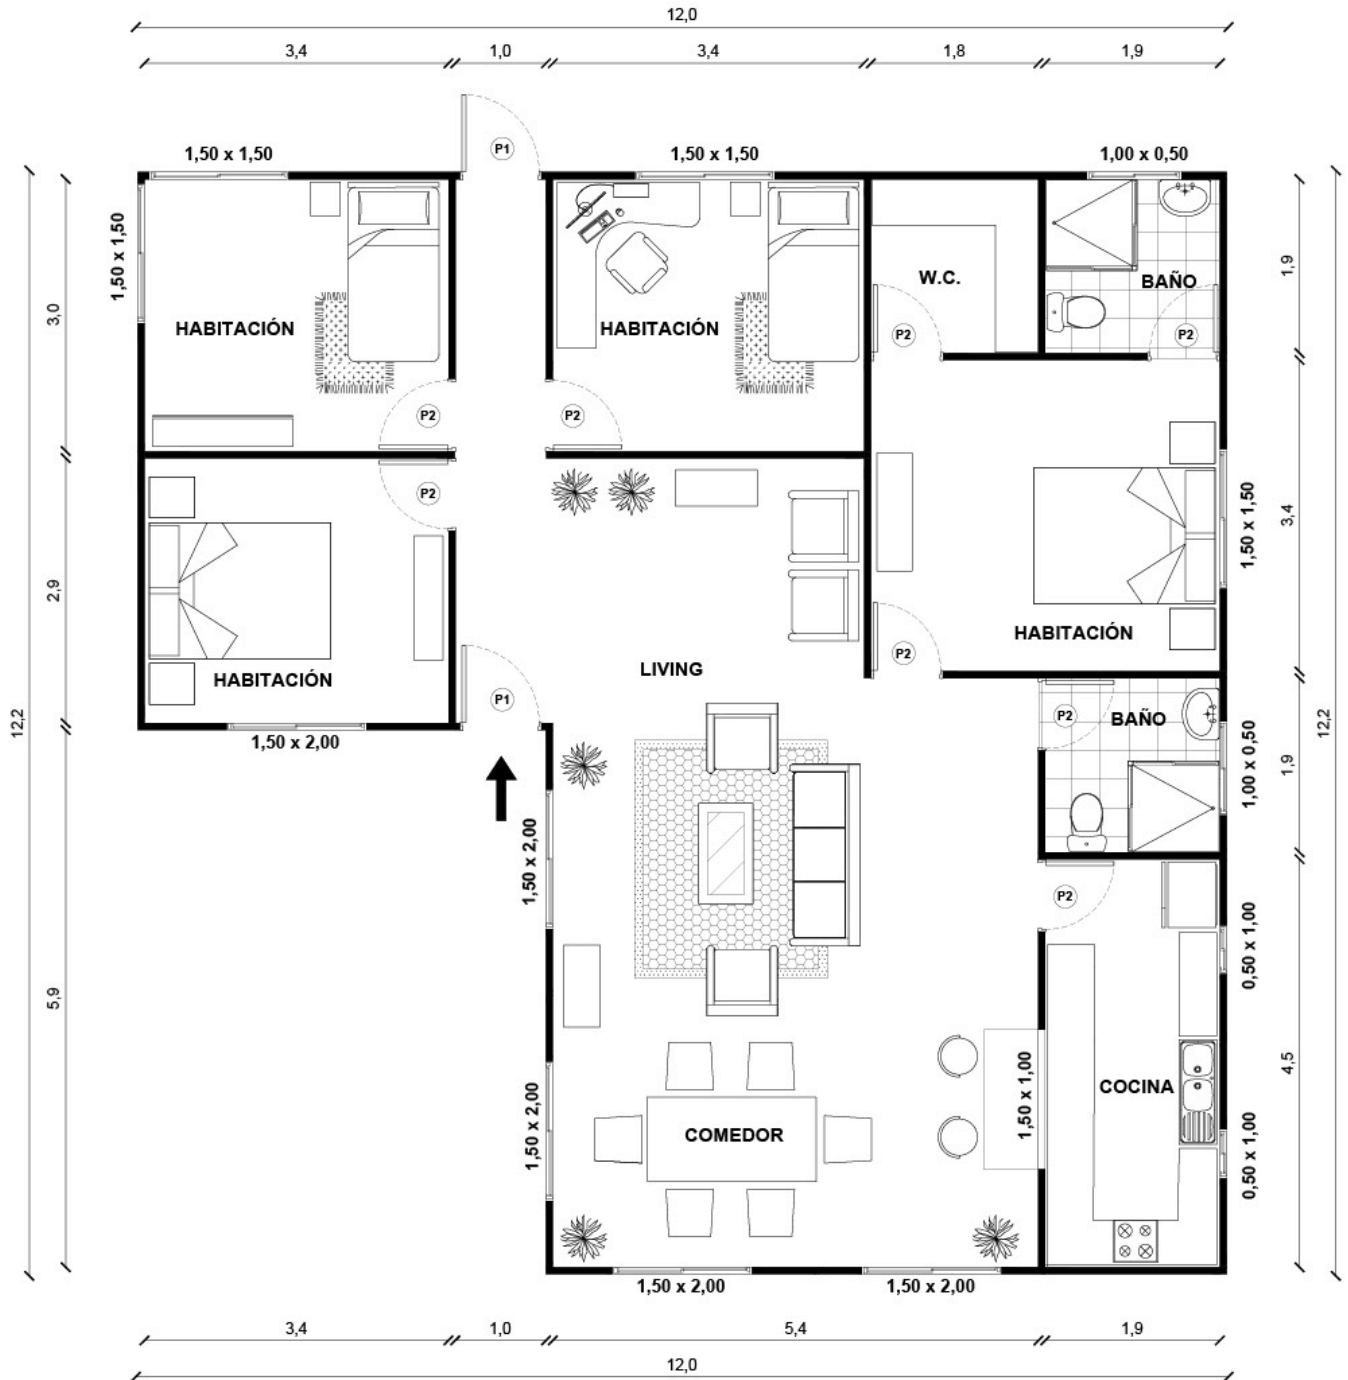 12,0
3,4
1,0
3,4
1,8
1,9
P1
1,50 x 1,50
1,50 x 1,50
1,00 x 0,50
1,50 x 1,50
1,9
W.C.
BAÑO
3,0
HABITACIÓN
HABITACIÓN
P2
P2
P2
P2
P2
1,50 x 1,50
3,4
2,9
HABITACIÓN
P2
LIVING
HABITACIÓN
P1
P2
BAÑO
12,2
12,2
1,50 x 2,00
1,00 x 0,50
1,9
1,50 x 2,00
P2
0,50 x 1,00
5,9
4,5
1,50 x 2,00
1,50 x 1,00
COCINA
COMEDOR
0,50 x 1,00
1,50 x 2,00
1,50 x 2,00
3,4
1,0
5,4
1,9
12,0